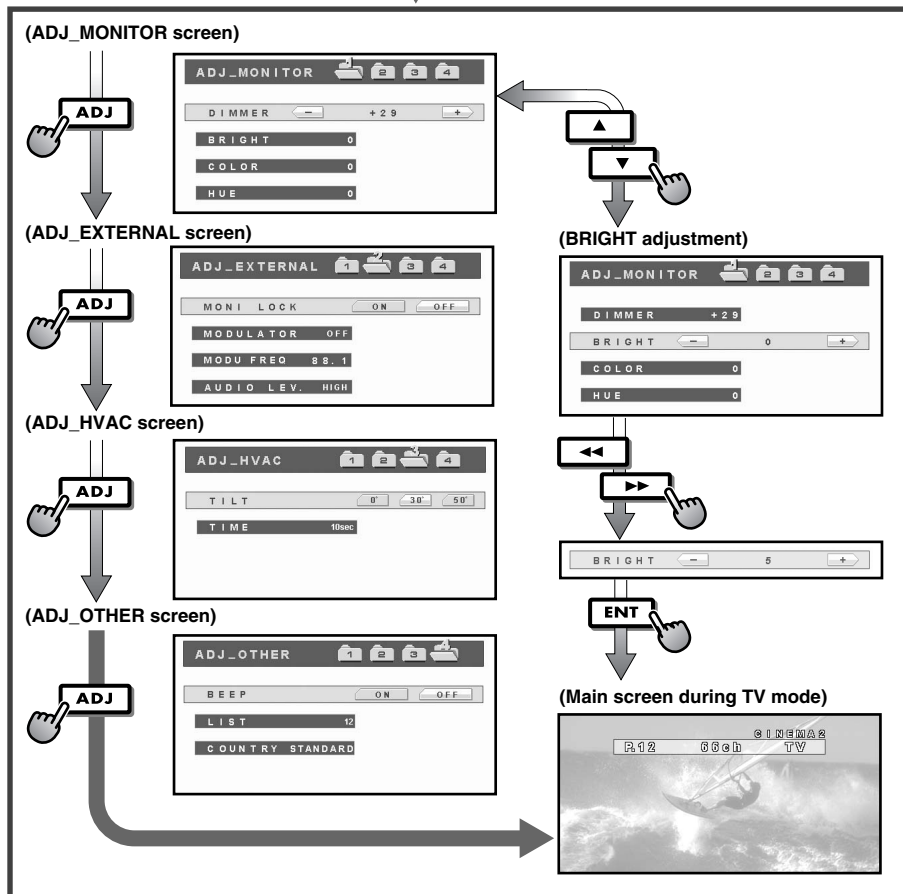 (ADJ_MONITOR screen)
ADJ
ADJ_MONITOR 2 3 4
DIMMER − +29 +
BRIGHT 0
COLOR 0
HUE 0
▲
▼
(ADJ_EXTERNAL screen)
ADJ
ADJ_EXTERNAL 1 2 3 4
MONI LOCK ON OFF
MODULATOR OFF
MODU FREQ 88.1
AUDIO LEV. HIGH
(BRIGHT adjustment)
ADJ_MONITOR 2 3 4
DIMMER +29
BRIGHT − 0 +
COLOR 0
HUE 0
(ADJ_HVAC screen)
ADJ
ADJ_HVAC 1 2 3 4
TILT 0° 30° 50°
TIME 10sec
◄◄
►►
BRIGHT − 5 +
ENT
(ADJ_OTHER screen)
ADJ
ADJ_OTHER 1 2 3 4
BEEP ON OFF
LIST 12
COUNTRY STANDARD
(Main screen during TV mode)
CINEMA2
P.12 66ch TV